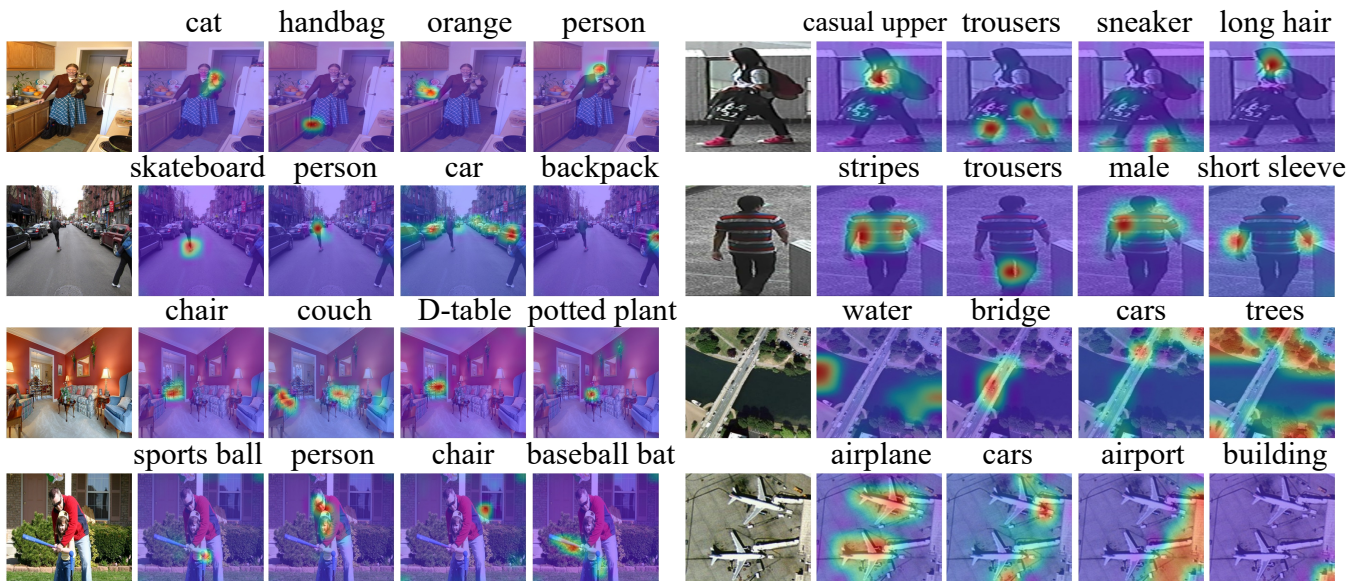 cat handbag orange person
casual upper trousers sneaker long hair
skateboard person car backpack
stripes trousers male short sleeve
chair couch D-table potted plant
water bridge cars trees
sports ball person chair baseball bat
airplane cars airport building